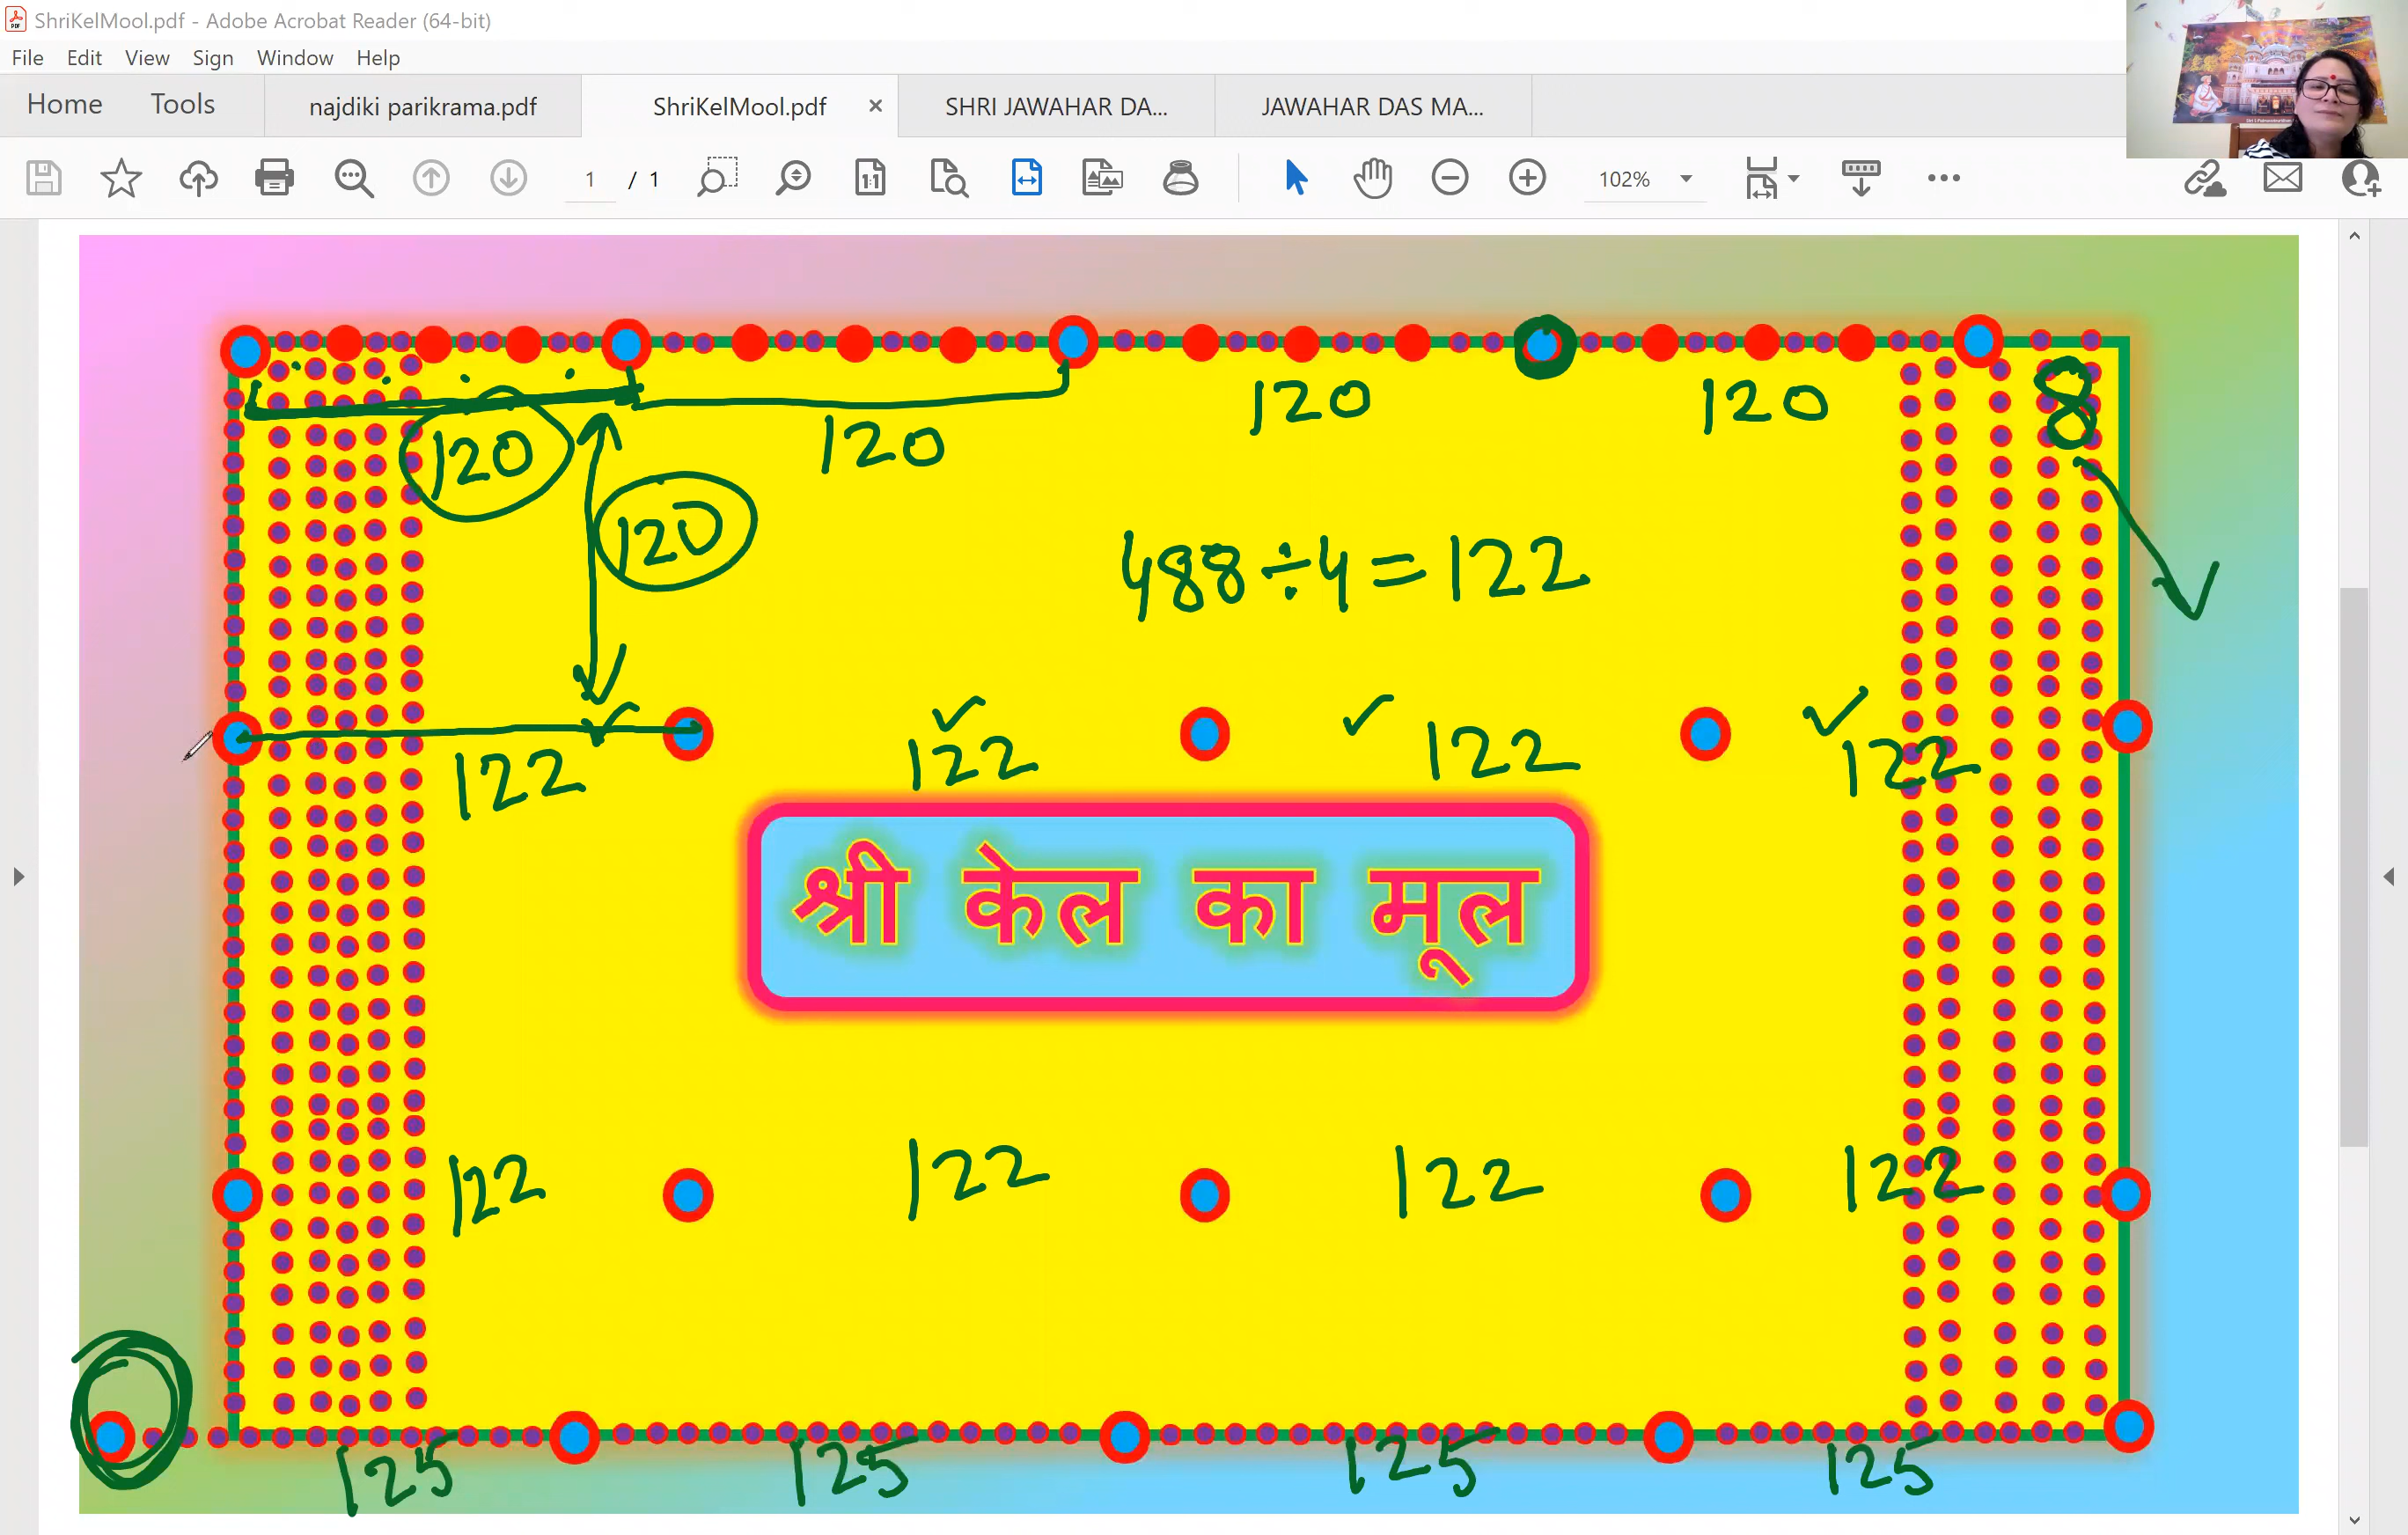 ShriKelMool.pdf - Adobe Acrobat Reader (64-bit)
File Edit View Sign Window Help
Home Tools najdiki parikrama.pdf ShriKelMool.pdf × SHRI JAWAHAR DA... JAWAHAR DAS MA...
1 / 1 1:1 102%
120 120 8
120 120
120
488÷4=122
122 122 122 122
श्री केल का मूल
122 122 122 122
125 125 125 125